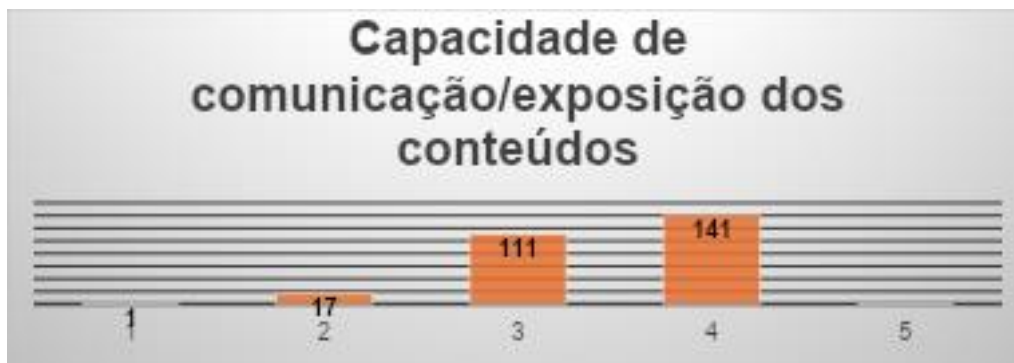 Capacidade de
comunicação/exposição dos
conteúdos
141
111
17
1
1 2 3 4 5